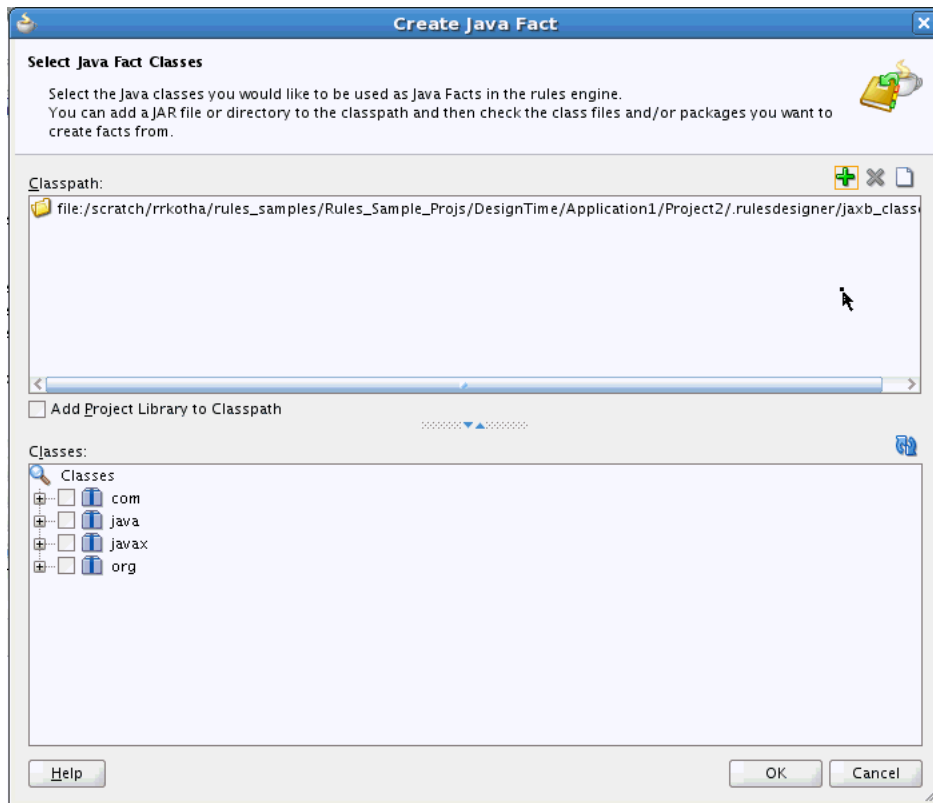 Create Java Fact
Select Java Fact Classes
Select the Java classes you would like to be used as Java Facts in the rules engine.
You can add a JAR file or directory to the classpath and then check the class files and/or packages you want to
create facts from.
Classpath:
file:/scratch/rrkotha/rules_samples/Rules_Sample_Projs/DesignTime/Application1/Project2/.rulesdesigner/jaxb_classe
Add Project Library to Classpath
Classes:
Classes
com
java
javax
org
Help
OK
Cancel